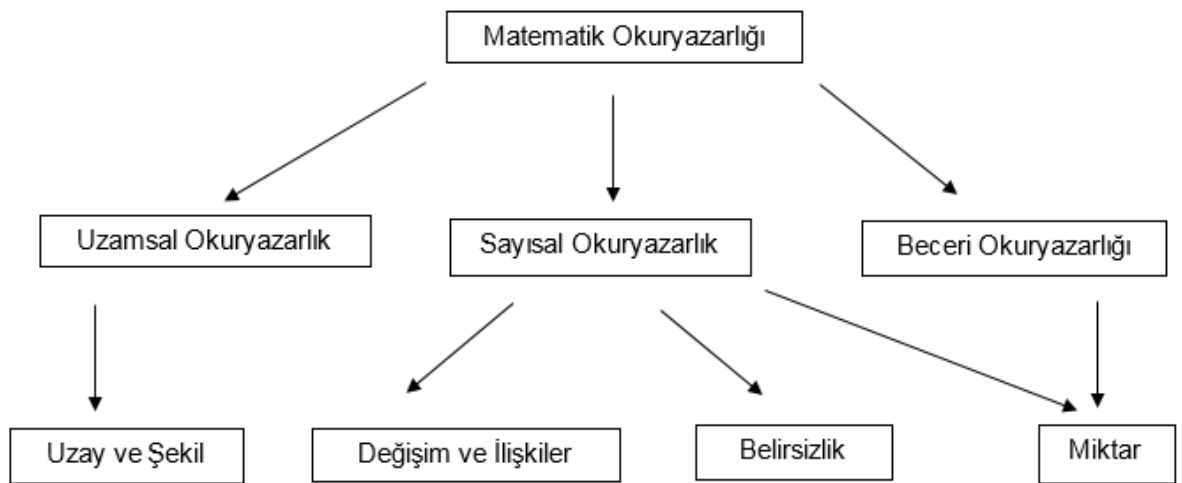 Matematik Okuryazarlığı
Uzamsal Okuryazarlık
Sayısal Okuryazarlık
Beceri Okuryazarlığı
Uzay ve Şekil
Değişim ve İlişkiler
Belirsizlik
Miktar